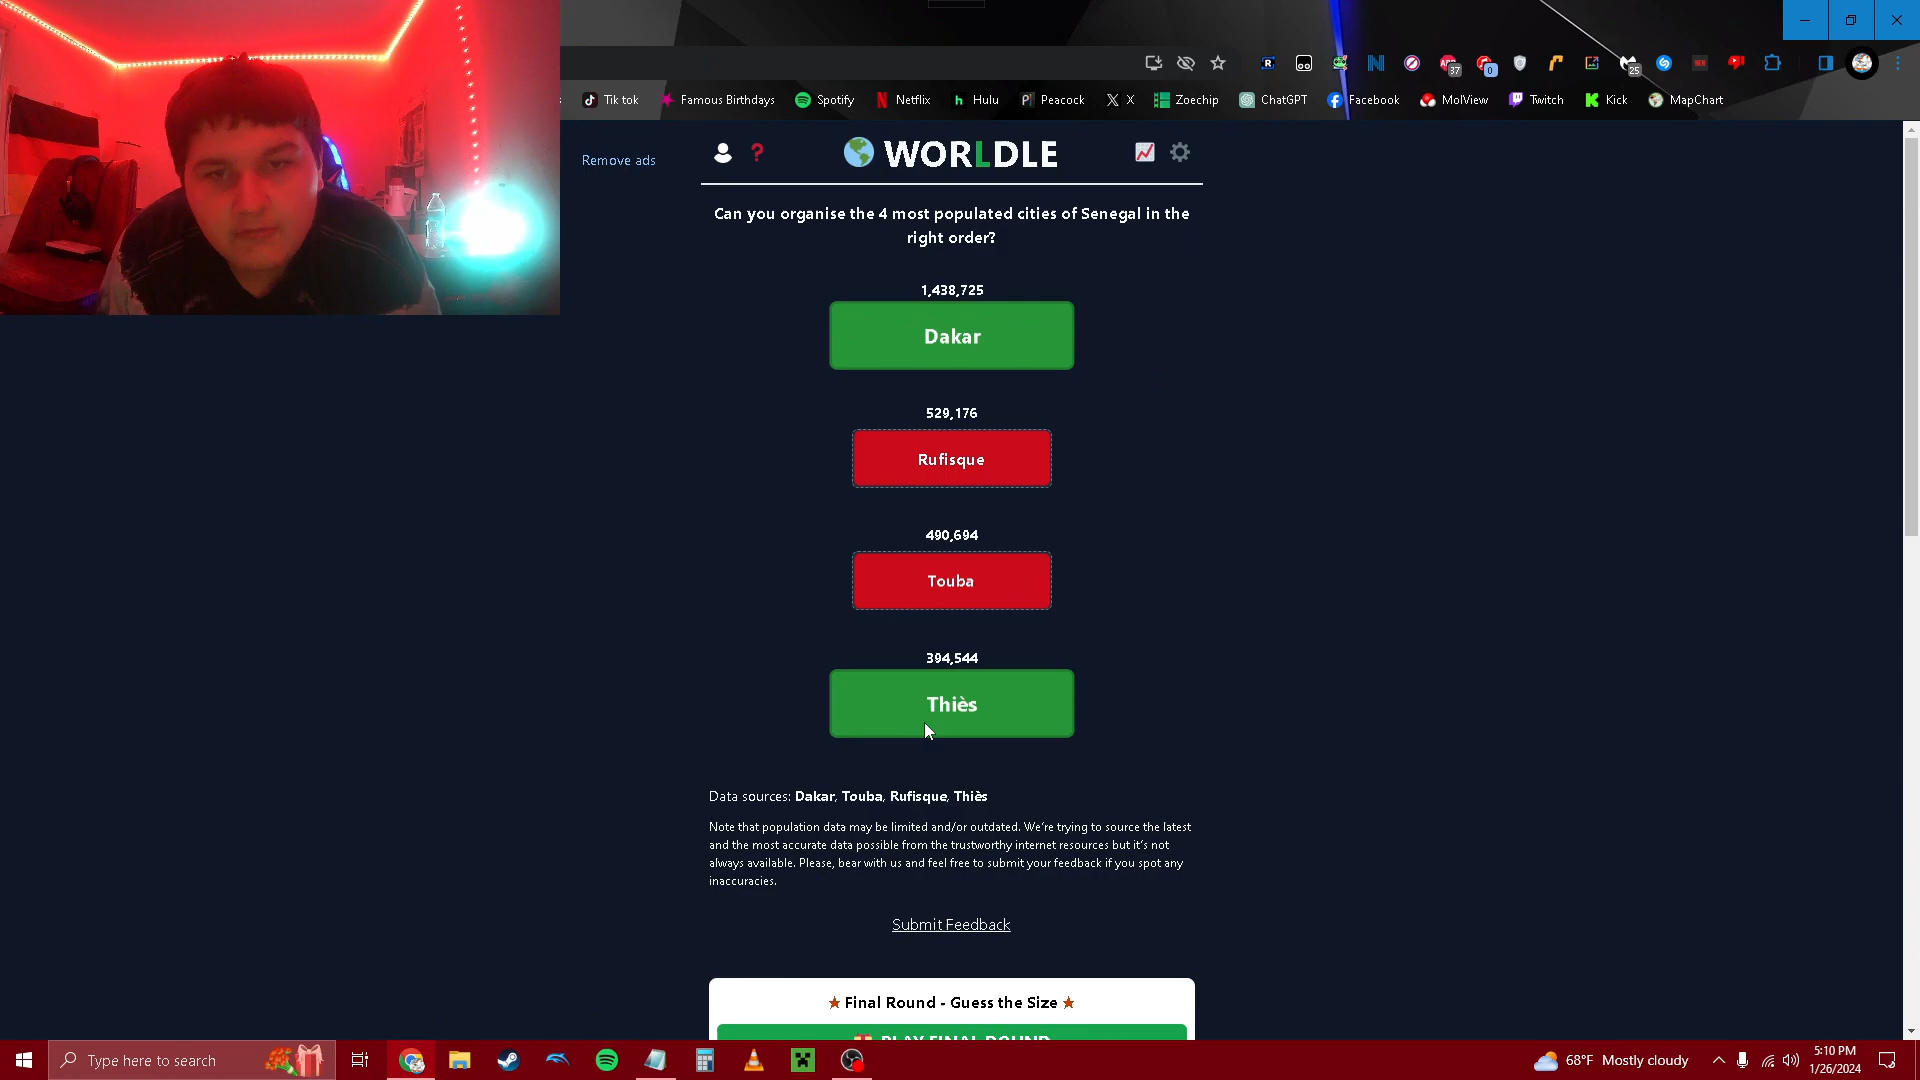 Tik tok
Famous Birthdays
Spotify
Netflix
Hulu
Peacock
X
Zoechip
ChatGPT
Facebook
MolView
Twitch
Kick
MapChart
37
0
25
Remove ads
?
WORLDLE
Can you organise the 4 most populated cities of Senegal in the
right order?
1,438,725
Dakar
529,176
Rufisque
490,694
Touba
394,544
Thiès
Data sources: Dakar, Touba, Rufisque, Thiès
Note that population data may be limited and/or outdated. We're trying to source the latest
and the most accurate data possible from the trustworthy internet resources but it's not
always available. Please, bear with us and feel free to submit your feedback if you spot any
inaccuracies.
Submit Feedback
Final Round - Guess the Size
PLAY FINAL ROUND
Type here to search
68°F Mostly cloudy
5:10 PM
1/26/2024